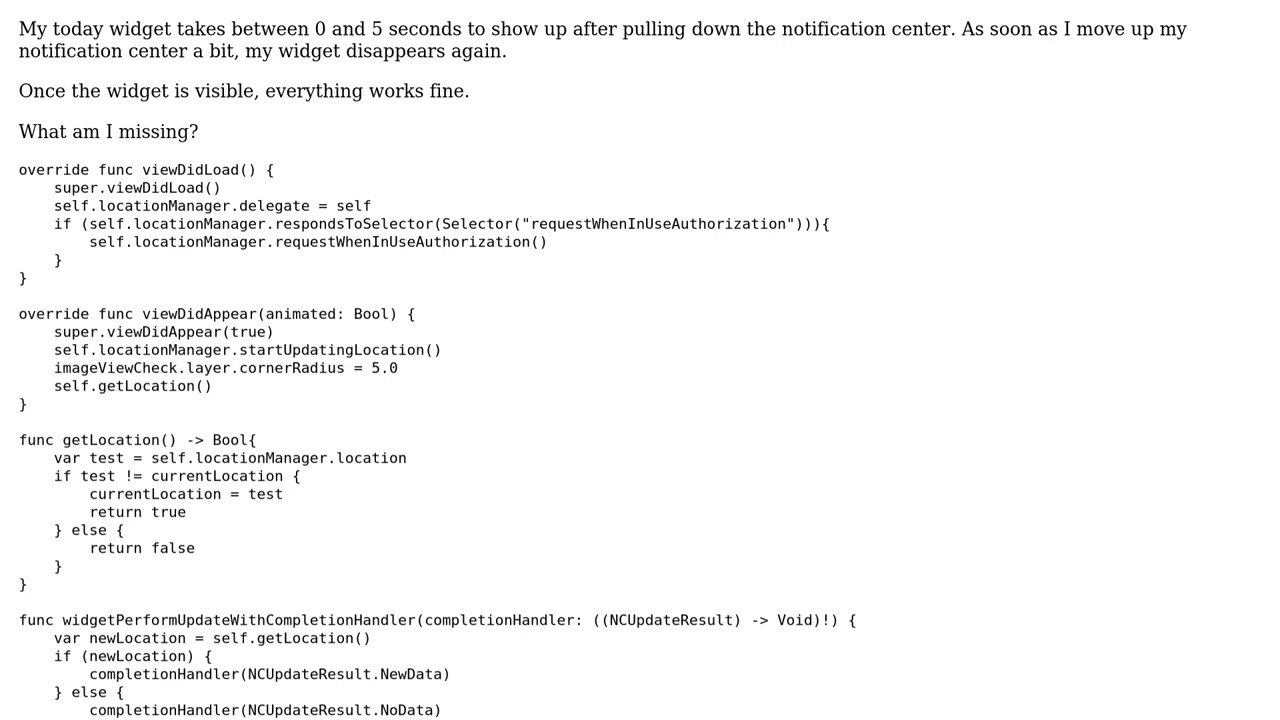 My today widget takes between 0 and 5 seconds to show up after pulling down the notification center. As soon as I move up my
notification center a bit, my widget disappears again.
Once the widget is visible, everything works fine.
What am I missing?
override func viewDidLoad() {
    super.viewDidLoad()
    self.locationManager.delegate = self
    if (self.locationManager.respondsToSelector(Selector("requestWhenInUseAuthorization"))){
        self.locationManager.requestWhenInUseAuthorization()
    }
}
override func viewDidAppear(animated: Bool) {
    super.viewDidAppear(true)
    self.locationManager.startUpdatingLocation()
    imageViewCheck.layer.cornerRadius = 5.0
    self.getLocation()
}
func getLocation() -> Bool{
    var test = self.locationManager.location
    if test != currentLocation {
        currentLocation = test
        return true
    } else {
        return false
    }
}
func widgetPerformUpdateWithCompletionHandler(completionHandler: ((NCUpdateResult) -> Void)!) {
    var newLocation = self.getLocation()
    if (newLocation) {
        completionHandler(NCUpdateResult.NewData)
    } else {
        completionHandler(NCUpdateResult.NoData)